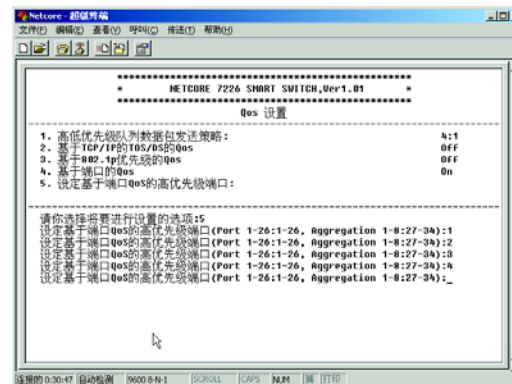 Netcore - 超级终端
文件(F) 编辑(E) 查看(V) 呼叫(C) 传送(T) 帮助(H)
*************************************************
* NETCORE 7226 SMART SWITCH,Ver1.01 *
*************************************************
Qos 设置
1. 高低优先级队列数据包发送策略: 4:1
2. 基于TCP/IP的TOS/DS的Qos Off
3. 基于802.1p优先级的Qos Off
4. 基于端口的Qos On
5. 设定基于端口QoS的高优先级端口:
请你选择将要进行设置的选项:5
设定基于端口QoS的高优先级端口(Port 1-26:1-26, Aggregation 1-8:27-34):1
设定基于端口QoS的高优先级端口(Port 1-26:1-26, Aggregation 1-8:27-34):2
设定基于端口QoS的高优先级端口(Port 1-26:1-26, Aggregation 1-8:27-34):3
设定基于端口QoS的高优先级端口(Port 1-26:1-26, Aggregation 1-8:27-34):4
设定基于端口QoS的高优先级端口(Port 1-26:1-26, Aggregation 1-8:27-34):_
连接的 0:30:47 自动检测 9600 8-N-1 SCROLL CAPS NUM 捕 打印